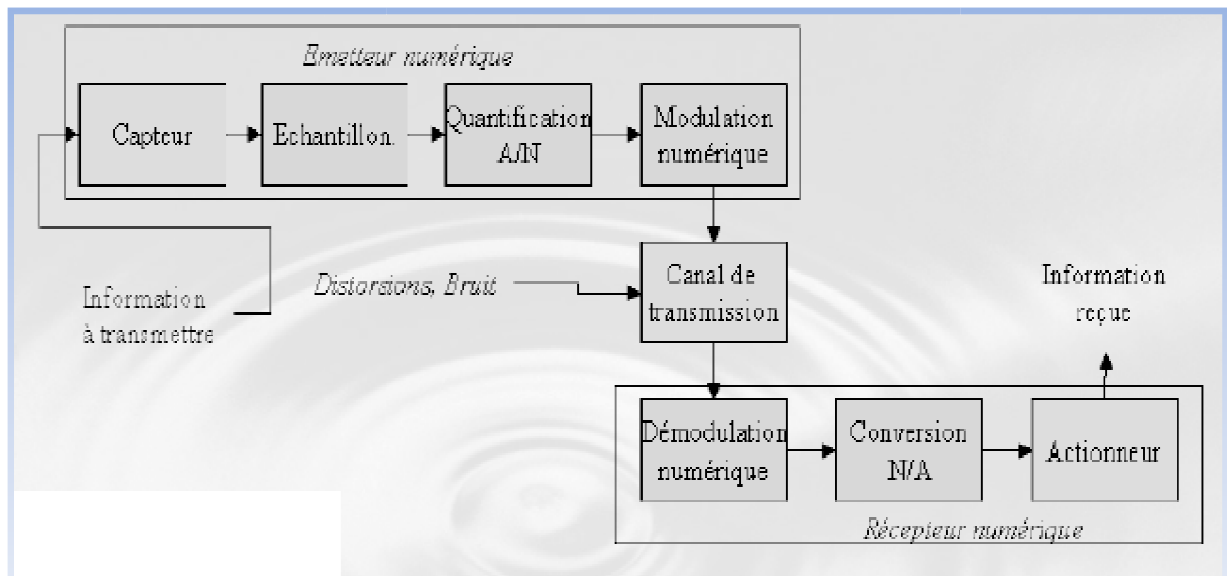 Emetteur numérique
Capteur
Echantillon.
Quantification
A/N
Modulation
numérique
Information
à transmettre
Distorsions, Bruit
Canal de
transmission
Information
reçue
Démodulation
numérique
Conversion
N/A
Actionneur
Récepteur numérique